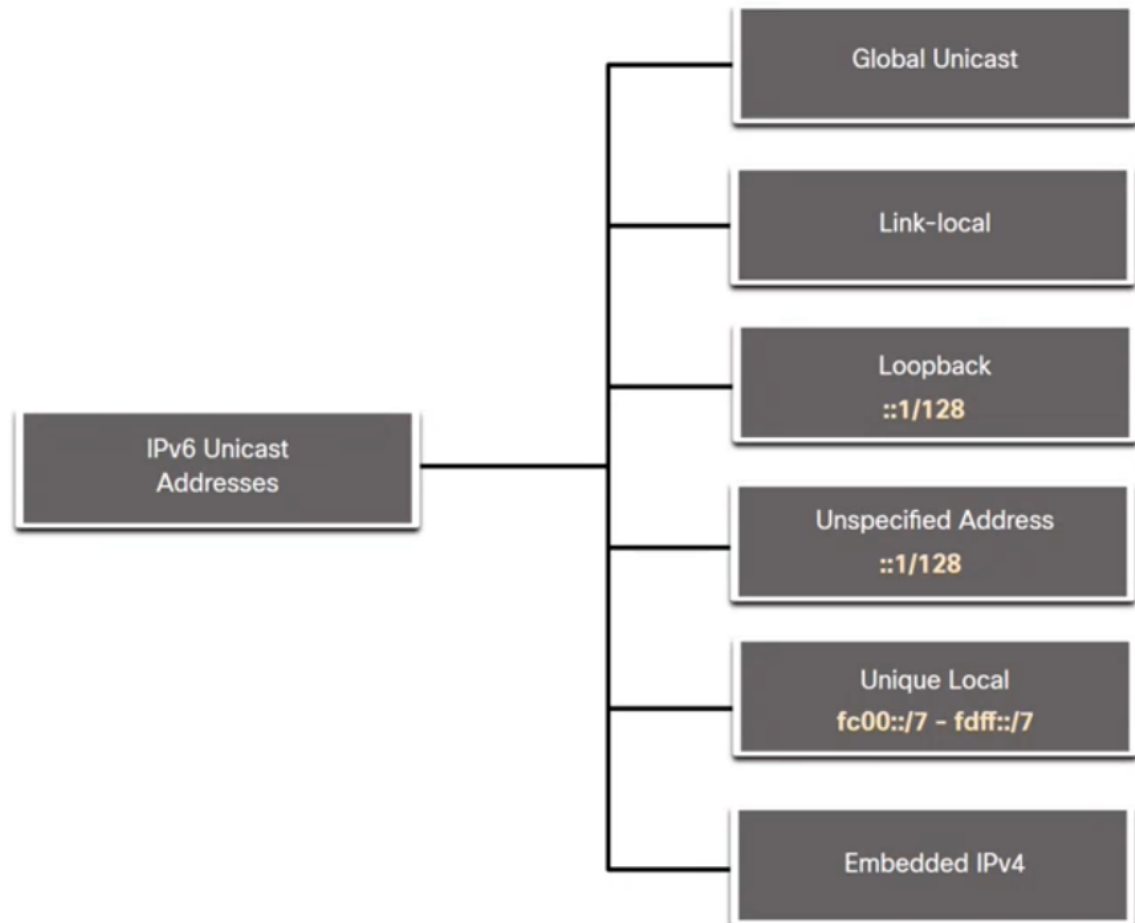 Global Unicast
Link-local
Loopback
::1/128
IPv6 Unicast
Addresses
Unspecified Address
::1/128
Unique Local
fc00::/7 - fdff::/7
Embedded IPv4